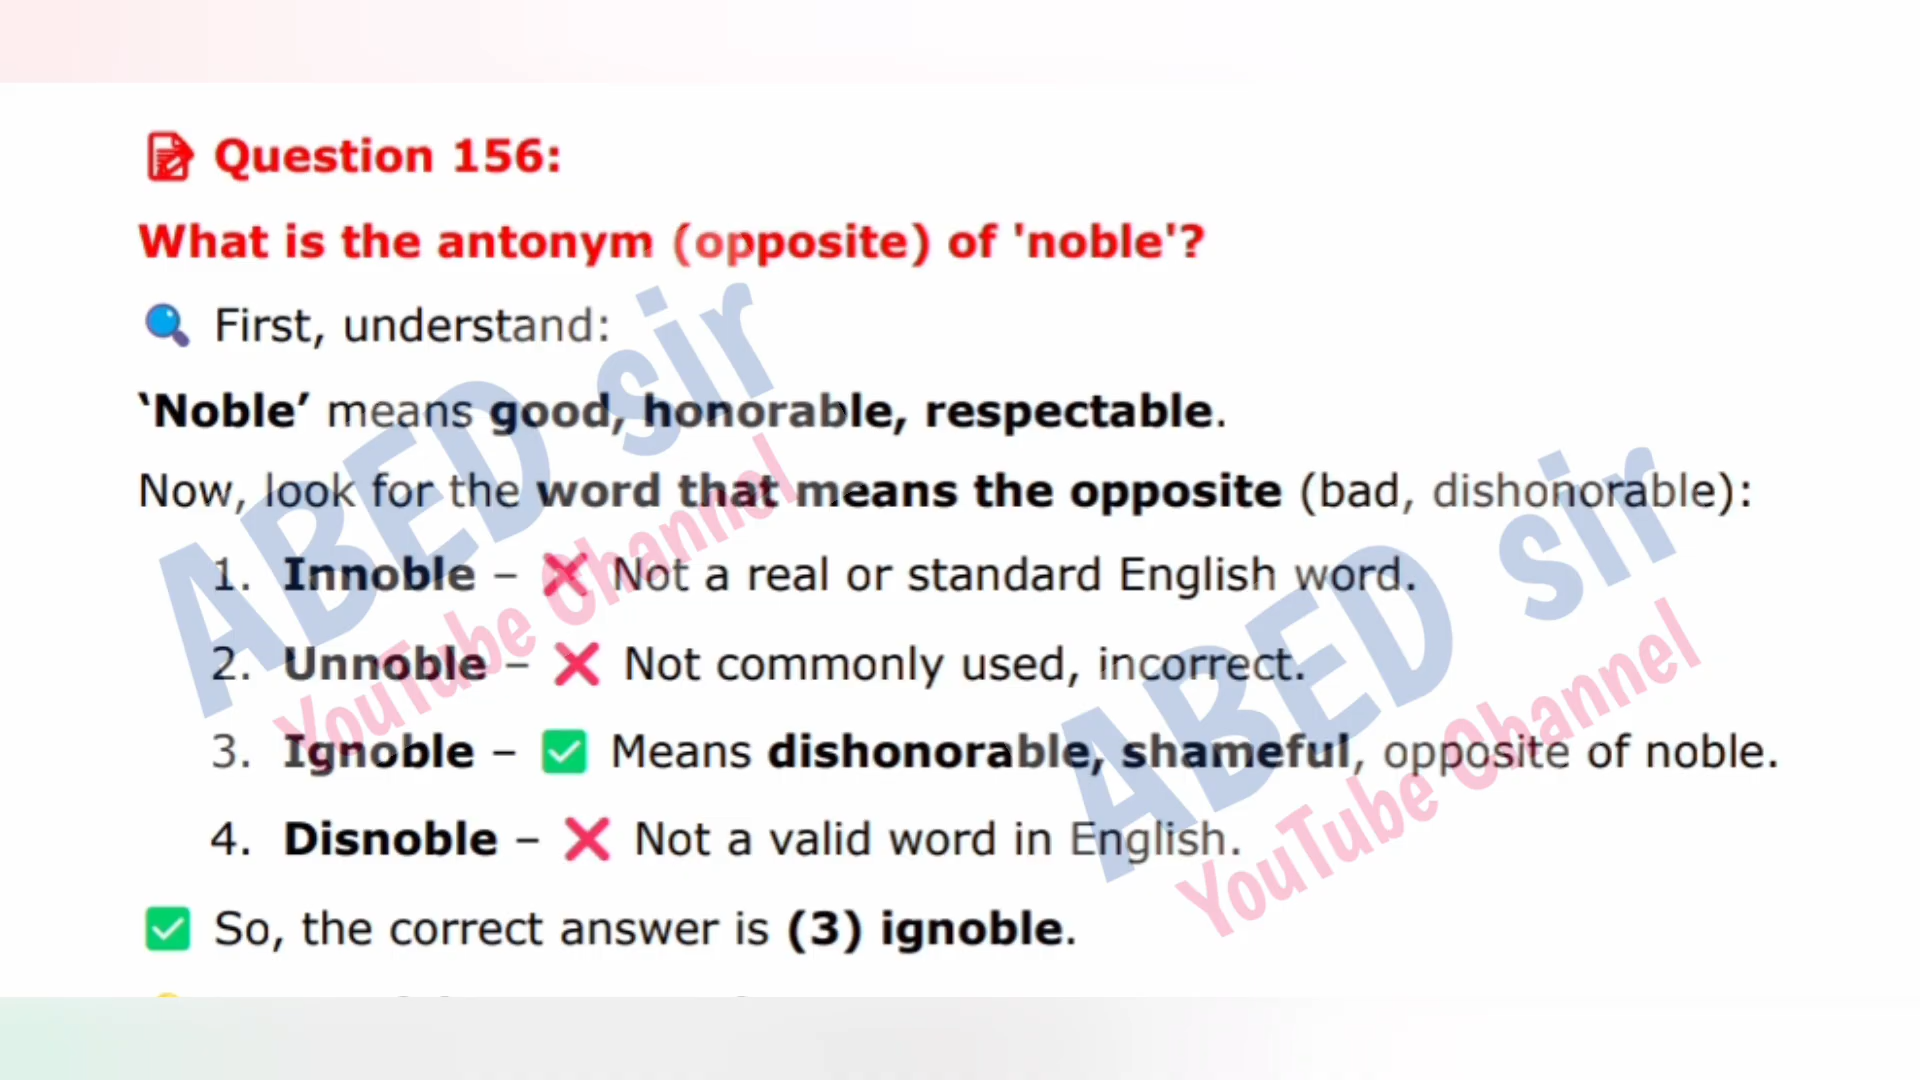 Question 156:
What is the antonym (opposite) of 'noble'?
First, understand:
‘Noble’ means good, honorable, respectable.
Now, look for the word that means the opposite (bad, dishonorable):
1. Innoble – ❌ Not a real or standard English word.
2. Unnoble – ❌ Not commonly used, incorrect.
3. Ignoble – ✅ Means dishonorable, shameful, opposite of noble.
4. Disnoble – ❌ Not a valid word in English.
✅ So, the correct answer is (3) ignoble.
ABED sir
YouTube Channel
ABED sir
YouTube Channel